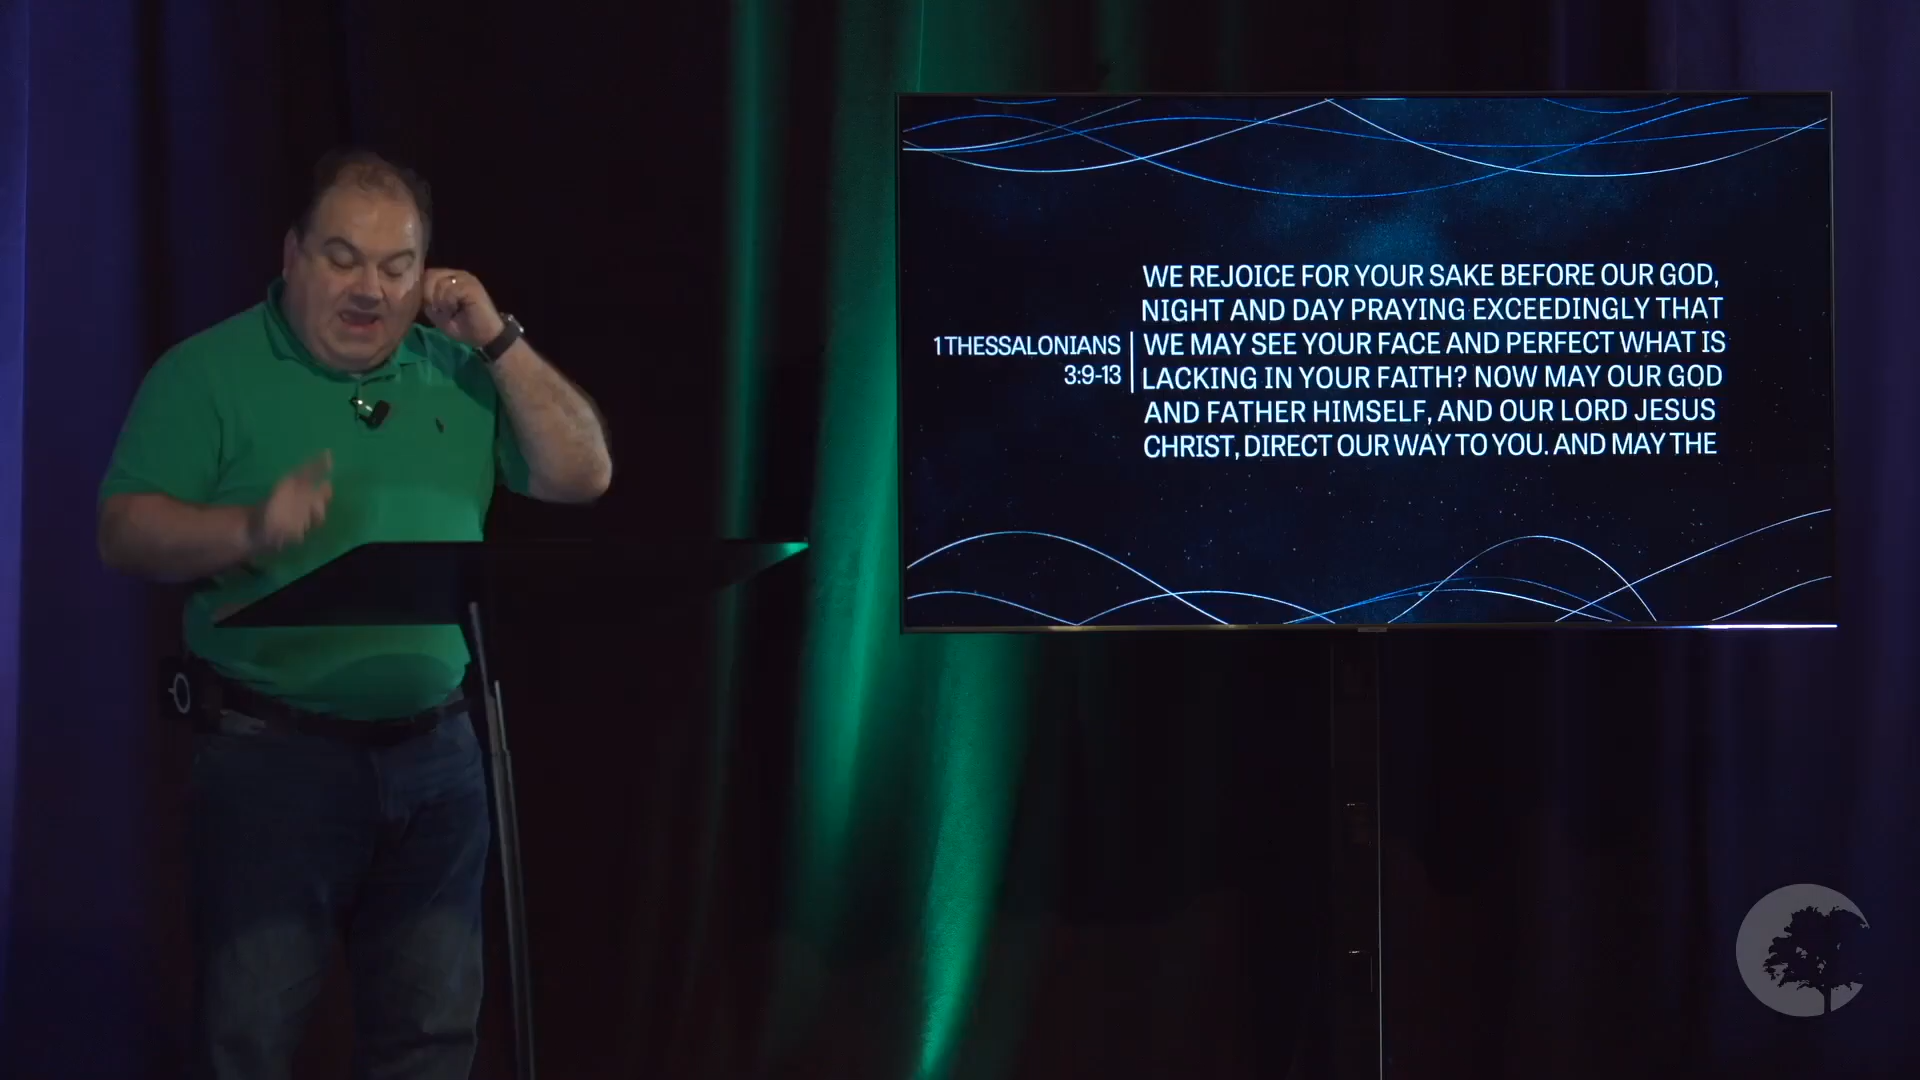 1 THESSALONIANS
3:9-13
WE REJOICE FOR YOUR SAKE BEFORE OUR GOD,
NIGHT AND DAY PRAYING EXCEEDINGLY THAT
WE MAY SEE YOUR FACE AND PERFECT WHAT IS
LACKING IN YOUR FAITH? NOW MAY OUR GOD
AND FATHER HIMSELF, AND OUR LORD JESUS
CHRIST, DIRECT OUR WAY TO YOU. AND MAY THE